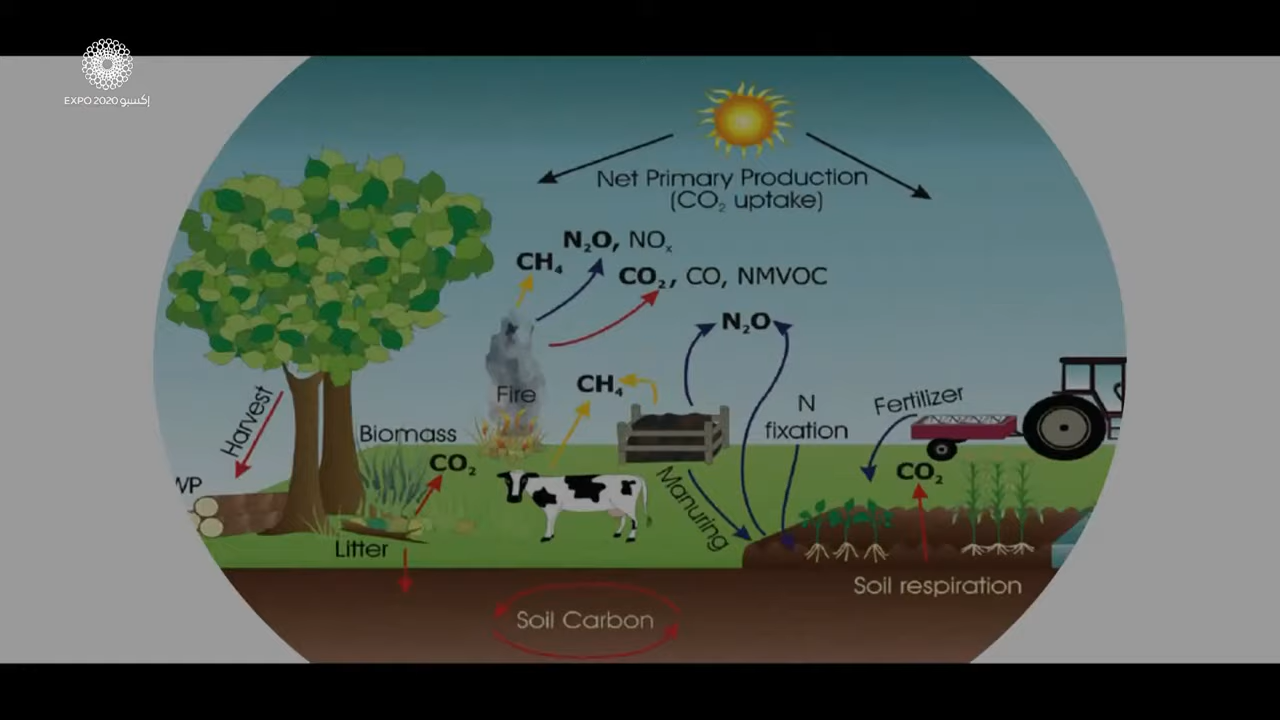 EXPO 2020 إكسبو
Net Primary Production
(CO₂ uptake)
N₂O, NOₓ
CH₄
CO₂, CO, NMVOC
N₂O
CH₄
Fire
Harvest
Fertilizer
N
fixation
Biomass
CO₂
CO₂
WP
Manuring
Litter
Soil respiration
Soil Carbon